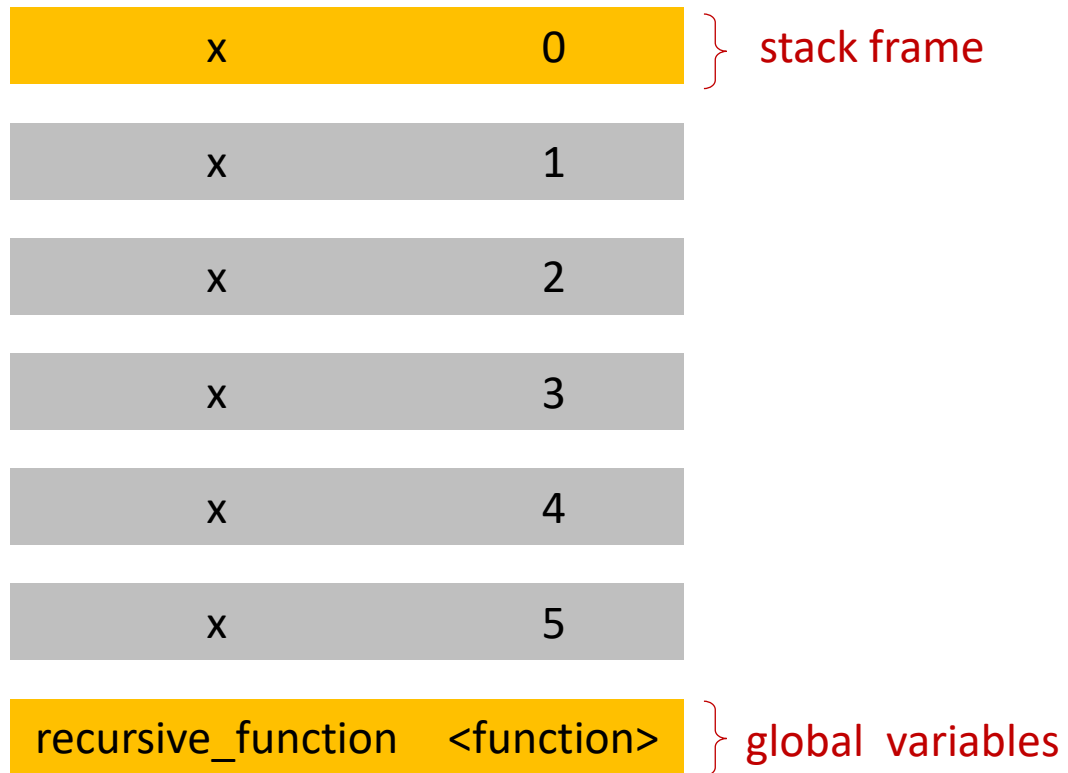 x 0 stack frame
x 1
x 2
x 3
x 4
x 5
recursive_function <function> global variables